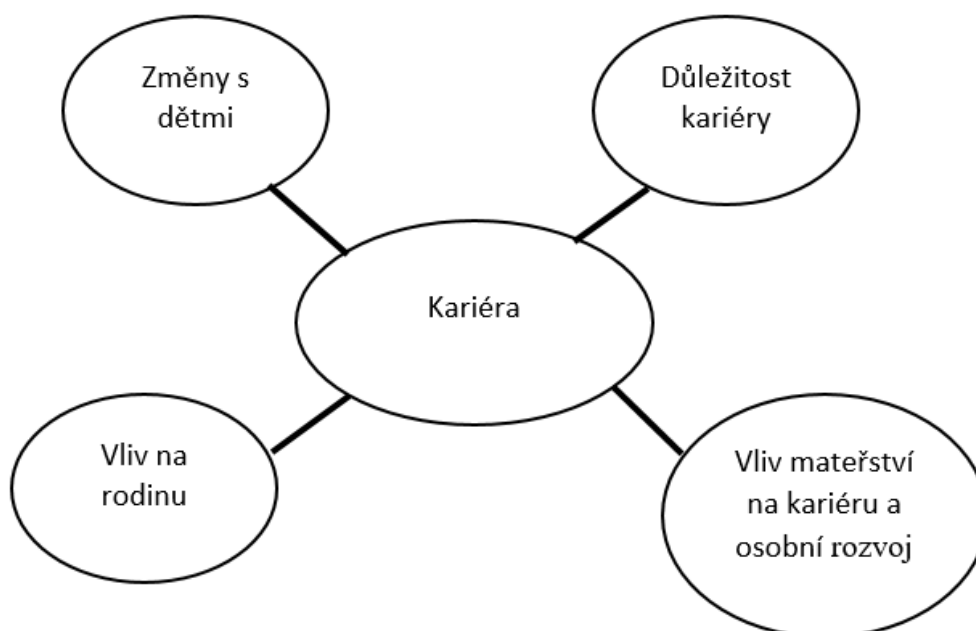 Změny s
dětmi
Důležitost
kariéry
Kariéra
Vliv na
rodinu
Vliv mateřství
na kariéru a
osobní rozvoj